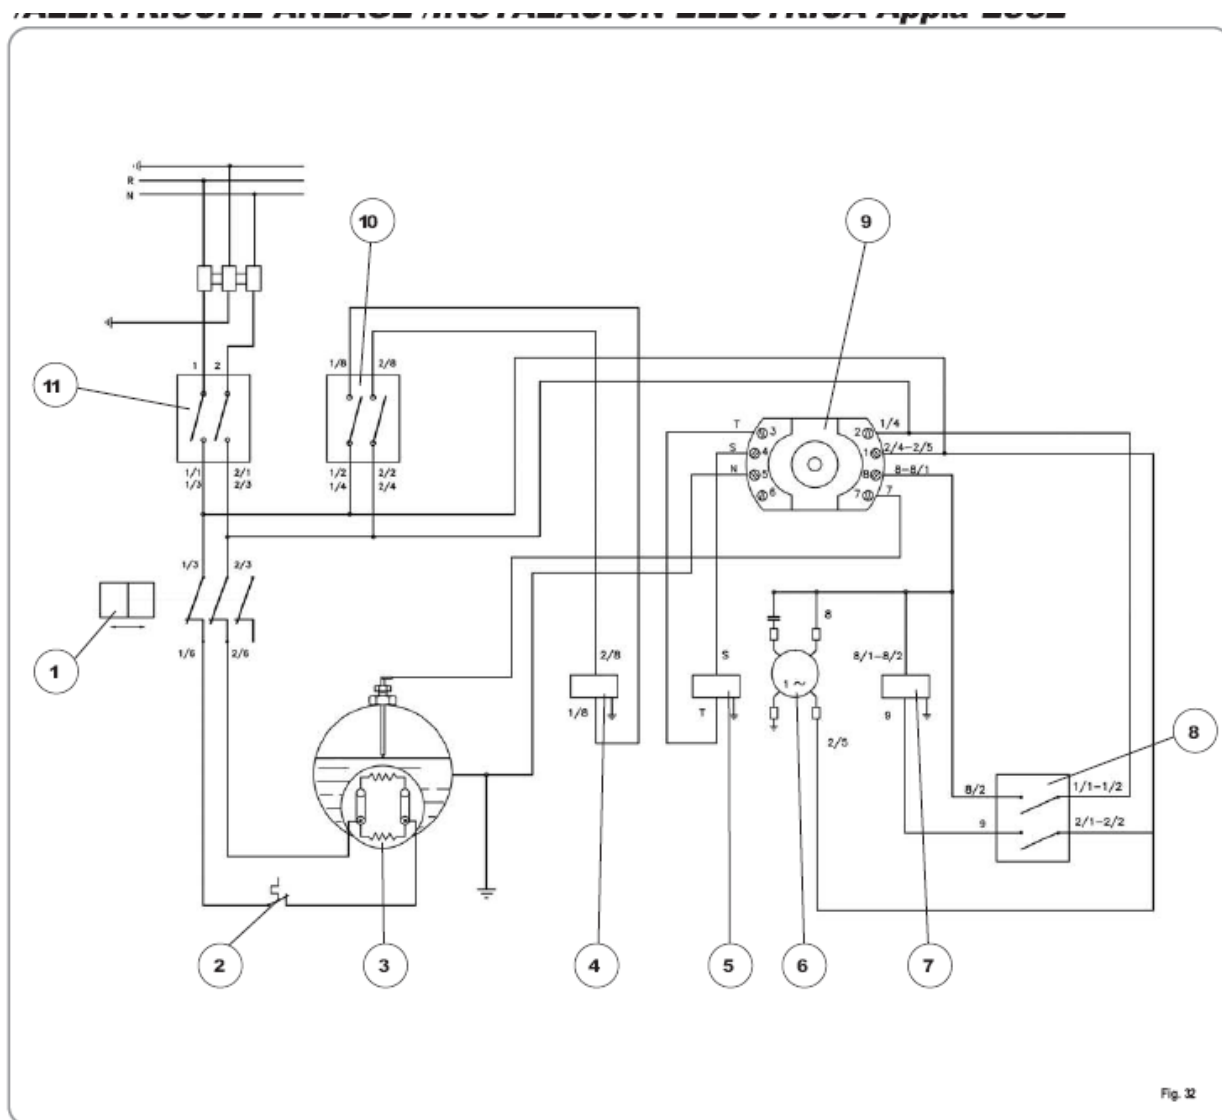 /INSTALACION ELECTRICA Appia ESSE
R
N
10
9
1 2
1/8 2/8
11
T 3 2 1/4
S 4 1 2/4-2/5
N 5 8 8-8/1
6 7 7
1/1 2/1
1/3 2/3
1/2 2/2
1/4 2/4
1/3 2/3
1
1/6 2/6
8
2/8 S 8/1-8/2
1 ~
1/8 T 9
2/5
8
8/2 1/1-1/2
9 2/1-2/2
2 3 4 5 6 7
Fig. 32